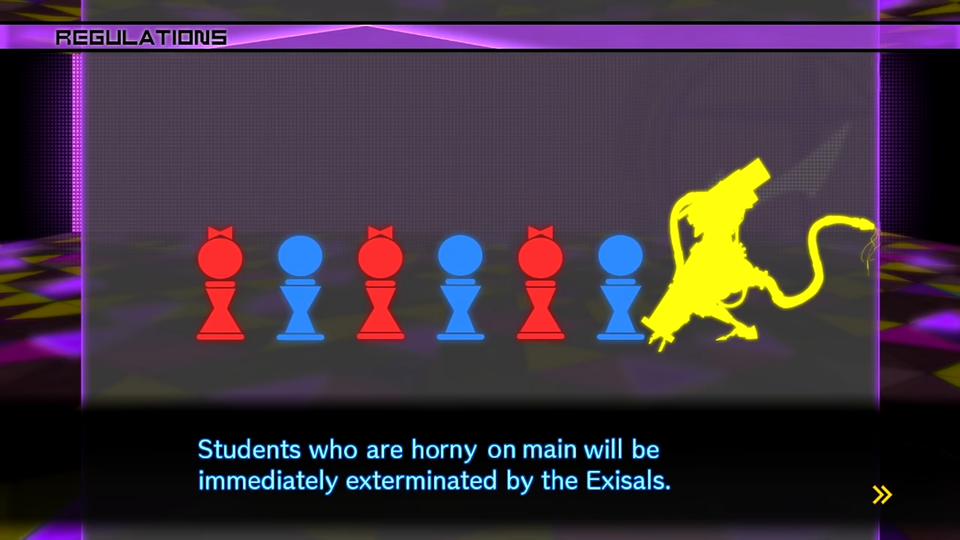 REGULATIONS
Students who are horny on main will be
immediately exterminated by the Exisals.